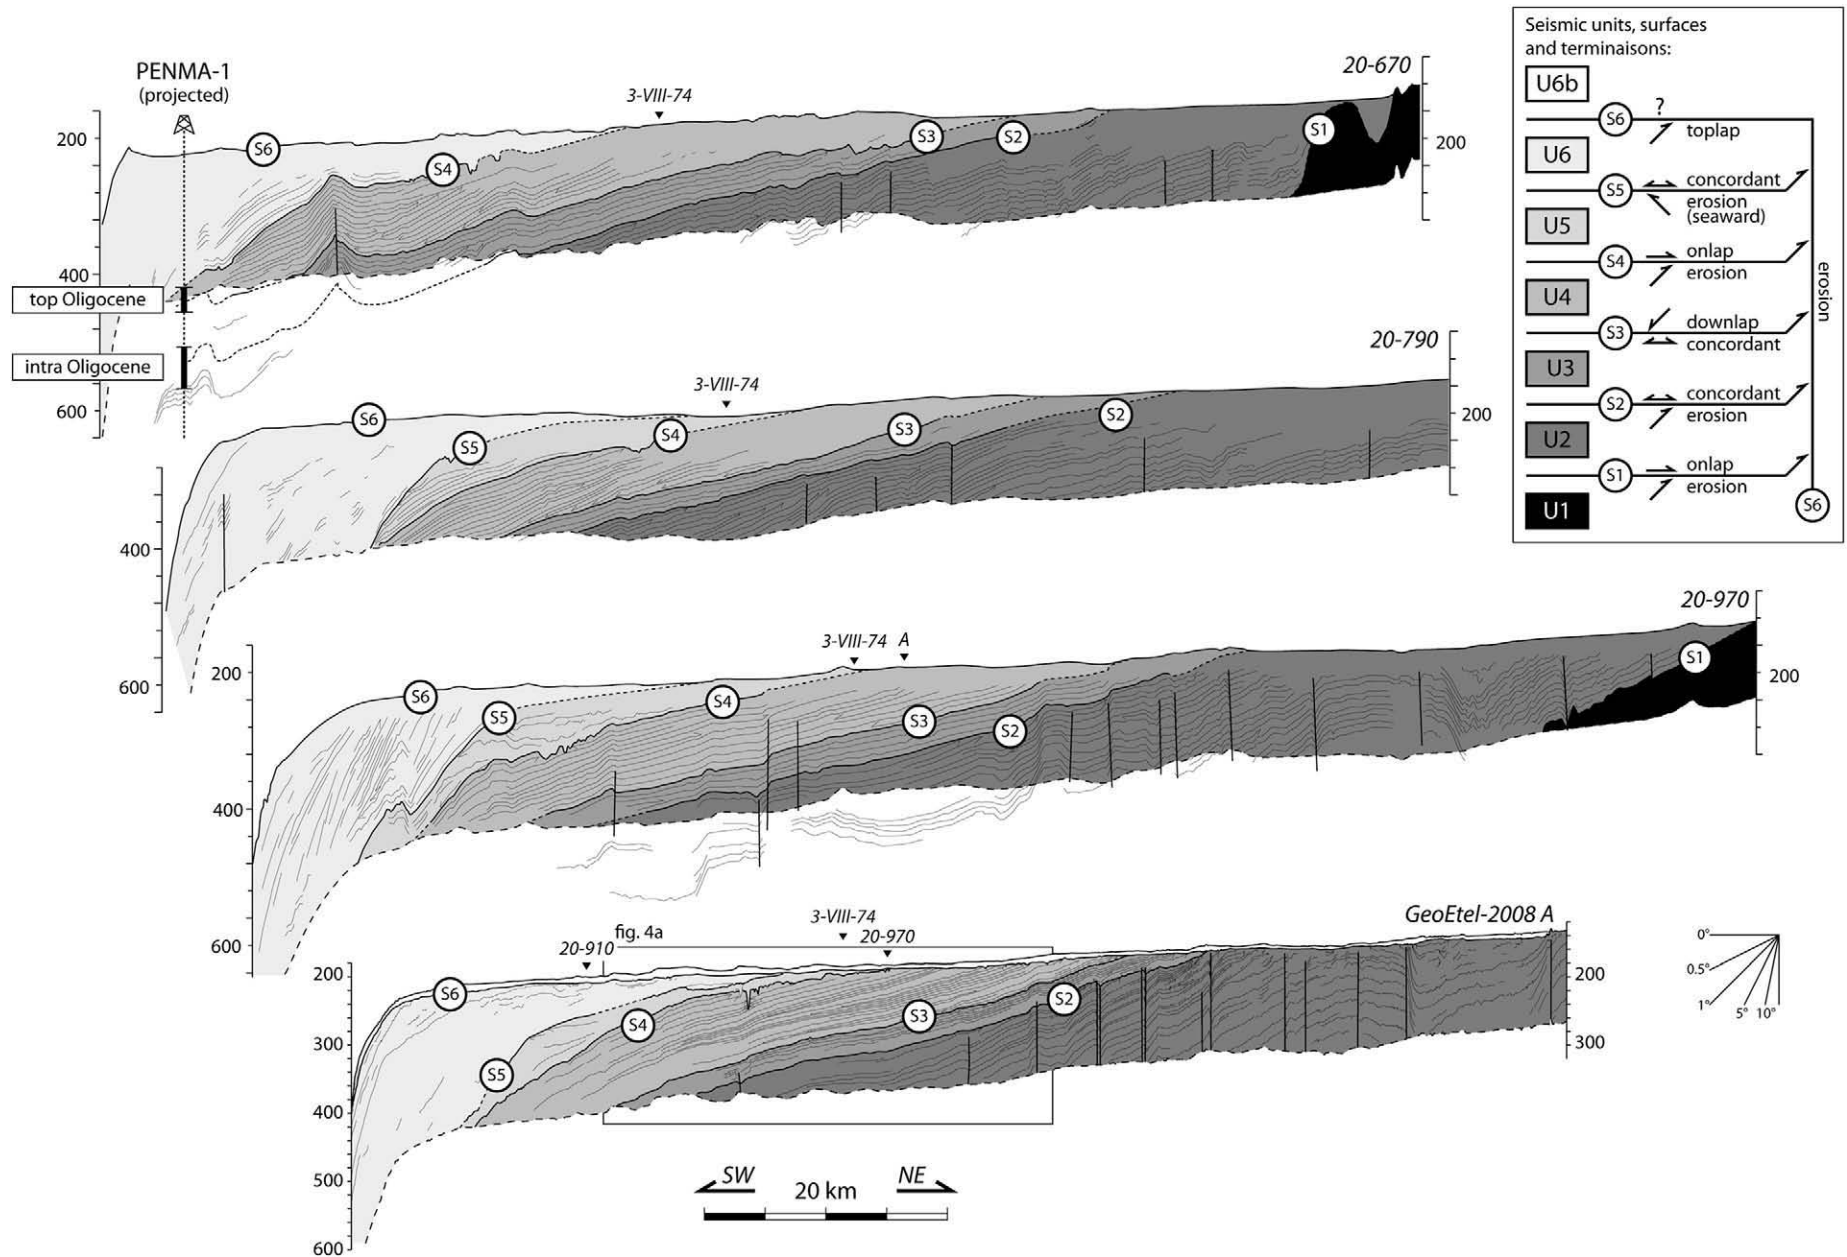 PENMA-1
(projected)
3-VIII-74
20-670
S6
S4
S3
S2
S1
200
400
600
200
top Oligocene
intra Oligocene
20-790
3-VIII-74
S6
S5
S4
S3
S2
200
400
600
20-970
3-VIII-74 A
S6
S5
S4
S3
S2
S1
200
400
600
200
GeoEtel-2008 A
3-VIII-74
fig. 4a
20-910
20-970
S6
S5
S4
S3
S2
200
300
400
500
600
200
300
0°
0.5°
1°
5° 10°
SW
NE
20 km
Seismic units, surfaces
and terminaisons:
U6b
S6
?
toplap
U6
S5
concordant
erosion
(seaward)
U5
S4
onlap
erosion
U4
S3
downlap
concordant
U3
S2
concordant
erosion
U2
S1
onlap
erosion
U1
erosion
S6